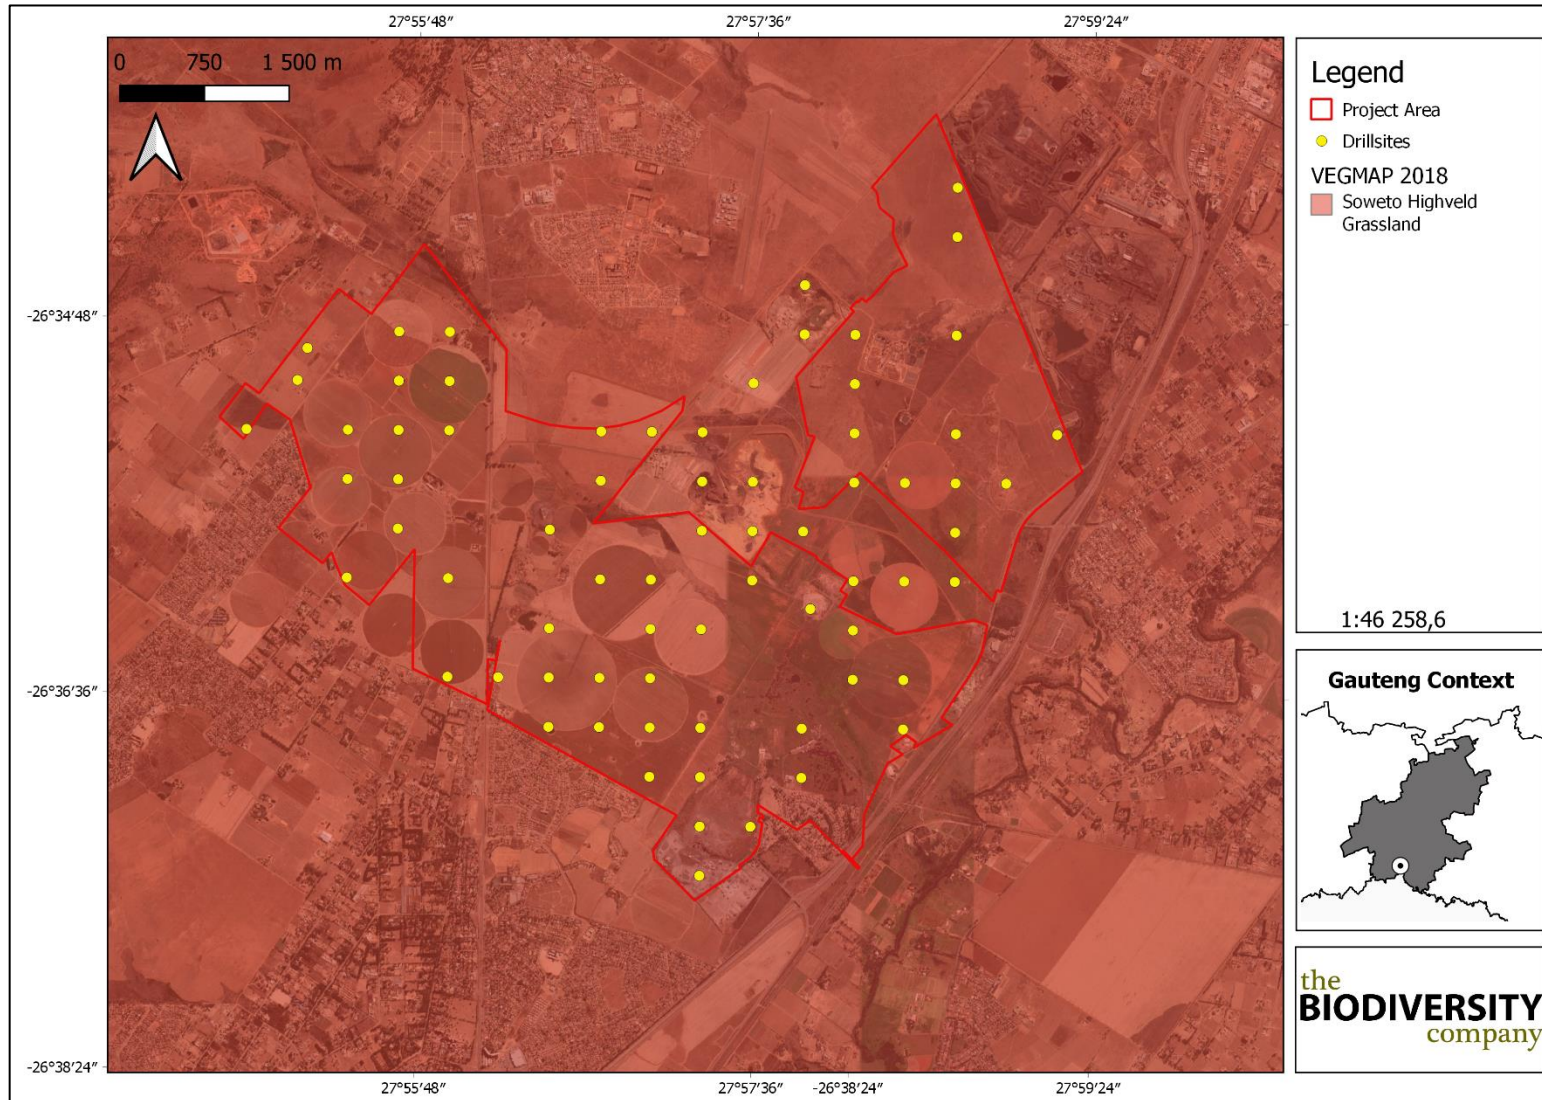 27°55′48″ 27°57′36″ 27°59′24″
0 750 1 500 m
Legend
Project Area
Drillsites
VEGMAP 2018
Soweto Highveld
Grassland
-26°34′48″
1:46 258,6
Gauteng Context
-26°36′36″
the
BIODIVERSITY
company
-26°38′24″
27°55′48″ 27°57′36″ -26°38′24″ 27°59′24″